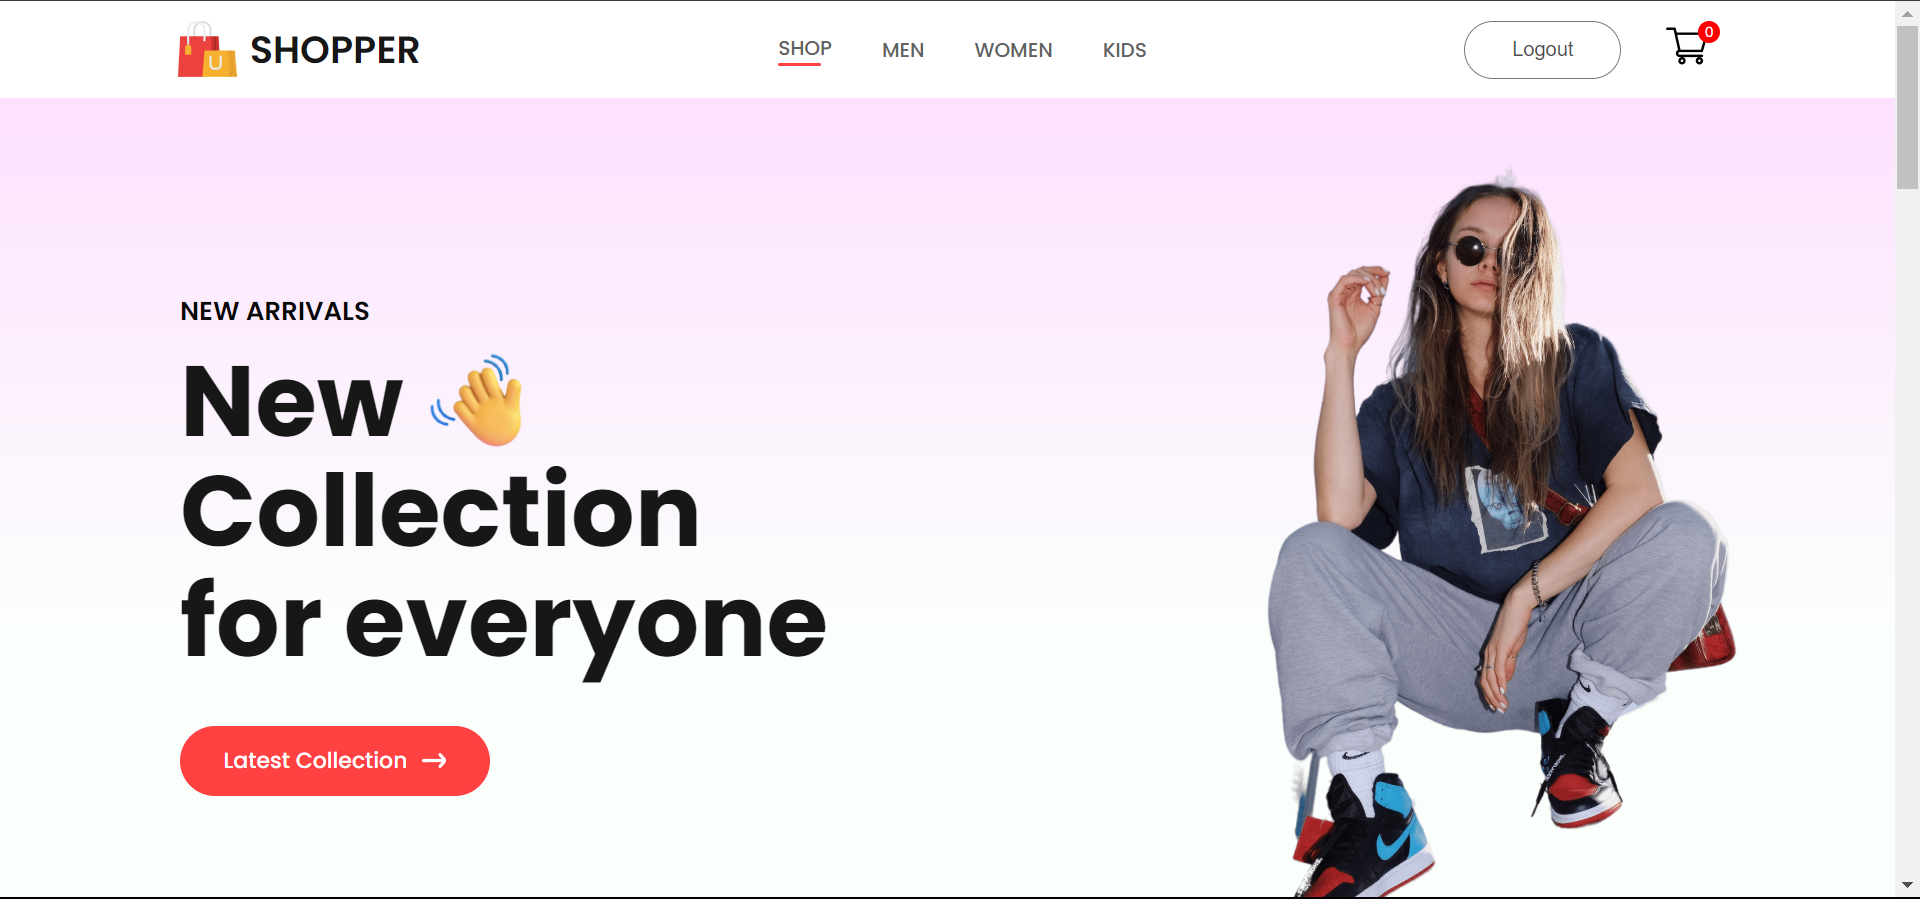 SHOPPER
SHOP MEN WOMEN KIDS
Logout
0
NEW ARRIVALS
New 👋
Collection
for everyone
Latest Collection →